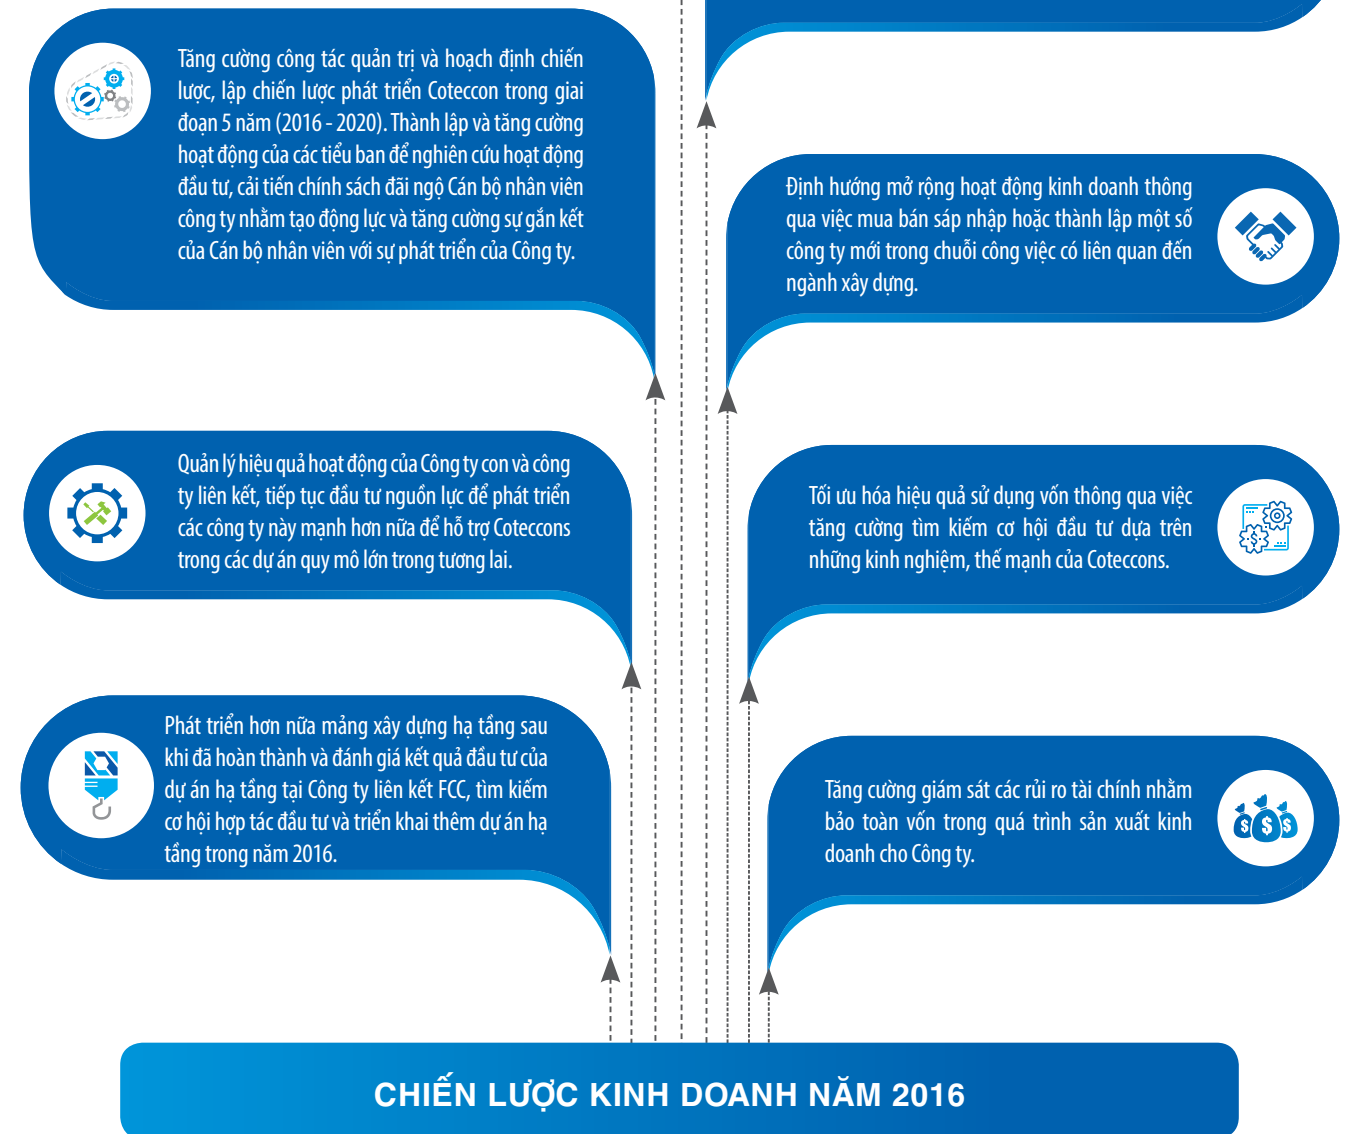 Tăng cường công tác quản trị và hoạch định chiến
lược, lập chiến lược phát triển Coteccon trong giai
đoạn 5 năm (2016 - 2020). Thành lập và tăng cường
hoạt động của các tiểu ban để nghiên cứu hoạt động
đầu tư, cải tiến chính sách đãi ngộ Cán bộ nhân viên
công ty nhằm tạo động lực và tăng cường sự gắn kết
của Cán bộ nhân viên với sự phát triển của Công ty.
Định hướng mở rộng hoạt động kinh doanh thông
qua việc mua bán sáp nhập hoặc thành lập một số
công ty mới trong chuỗi công việc có liên quan đến
ngành xây dựng.
Quản lý hiệu quả hoạt động của Công ty con và công
ty liên kết, tiếp tục đầu tư nguồn lực để phát triển
các công ty này mạnh hơn nữa để hỗ trợ Coteccons
trong các dự án quy mô lớn trong tương lai.
Tối ưu hóa hiệu quả sử dụng vốn thông qua việc
tăng cường tìm kiếm cơ hội đầu tư dựa trên
những kinh nghiệm, thế mạnh của Coteccons.
Phát triển hơn nữa mảng xây dựng hạ tầng sau
khi đã hoàn thành và đánh giá kết quả đầu tư của
dự án hạ tầng tại Công ty liên kết FCC, tìm kiếm
cơ hội hợp tác đầu tư và triển khai thêm dự án hạ
tầng trong năm 2016.
Tăng cường giám sát các rủi ro tài chính nhằm
bảo toàn vốn trong quá trình sản xuất kinh
doanh cho Công ty.
CHIẾN LƯỢC KINH DOANH NĂM 2016